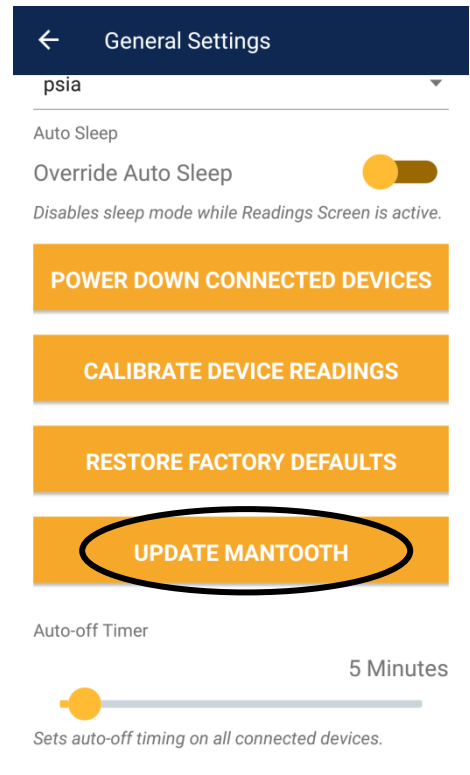 General Settings
psia
Auto Sleep
Override Auto Sleep
Disables sleep mode while Readings Screen is active.
POWER DOWN CONNECTED DEVICES
CALIBRATE DEVICE READINGS
RESTORE FACTORY DEFAULTS
UPDATE MANTOOTH
Auto-off Timer
5 Minutes
Sets auto-off timing on all connected devices.